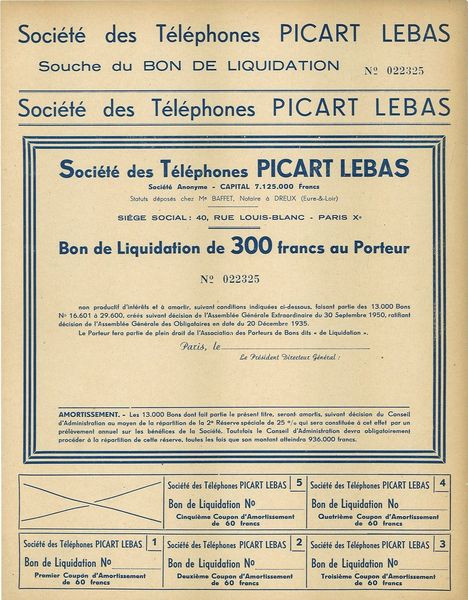 Société des Téléphones PICART LEBAS
Souche du BON DE LIQUIDATION Nº 022325
Société des Téléphones PICART LEBAS
Société des Téléphones PICART LEBAS
Société Anonyme - CAPITAL 7.125.000 Francs
Statuts déposés chez Mᵉ BAFFET, Notaire à DREUX (Eure-&-Loir)
SIÈGE SOCIAL : 40, RUE LOUIS-BLANC - PARIS Xᵉ
Bon de Liquidation de 300 francs au Porteur
Nº 022325
non productif d'intérêts et à amortir, suivant conditions indiquées ci-dessous, faisant partie des 13.000 Bons
Nº 16.601 à 29.600, créés suivant décision de l'Assemblée Générale Extraordinaire du 30 Septembre 1950, ratifiant
décision de l'Assemblée Générale des Obligataires en date du 20 Décembre 1935.
Le Porteur fera partie de plein droit de l'Association des Porteurs de Bons dits « de Liquidation ».
Paris, le
Le Président Directeur Général :
AMORTISSEMENT. - Les 13.000 Bons dont fait partie le présent titre, seront amortis, suivant décision du Conseil
d'Administration au moyen de la répartition de la 2ᵉ Réserve spéciale de 25 % qui sera constituée à cet effet par un
prélèvement annuel sur les bénéfices de la Société. Toutefois le Conseil d'Administration devra obligatoirement
procéder à la répartition de cette réserve, toutes les fois que son montant atteindra 936.000 francs.
Société des Téléphones PICART LEBAS 5
Bon de Liquidation Nº
Cinquième Coupon d'Amortissement
de 60 francs
Société des Téléphones PICART LEBAS 4
Bon de Liquidation Nº
Quatrième Coupon d'Amortissement
de 60 francs
Société des Téléphones PICART LEBAS 1
Bon de Liquidation Nº
Premier Coupon d'Amortissement
de 60 francs
Société des Téléphones PICART LEBAS 2
Bon de Liquidation Nº
Deuxième Coupon d'Amortissement
de 60 francs
Société des Téléphones PICART LEBAS 3
Bon de Liquidation Nº
Troisième Coupon d'Amortissement
de 60 francs